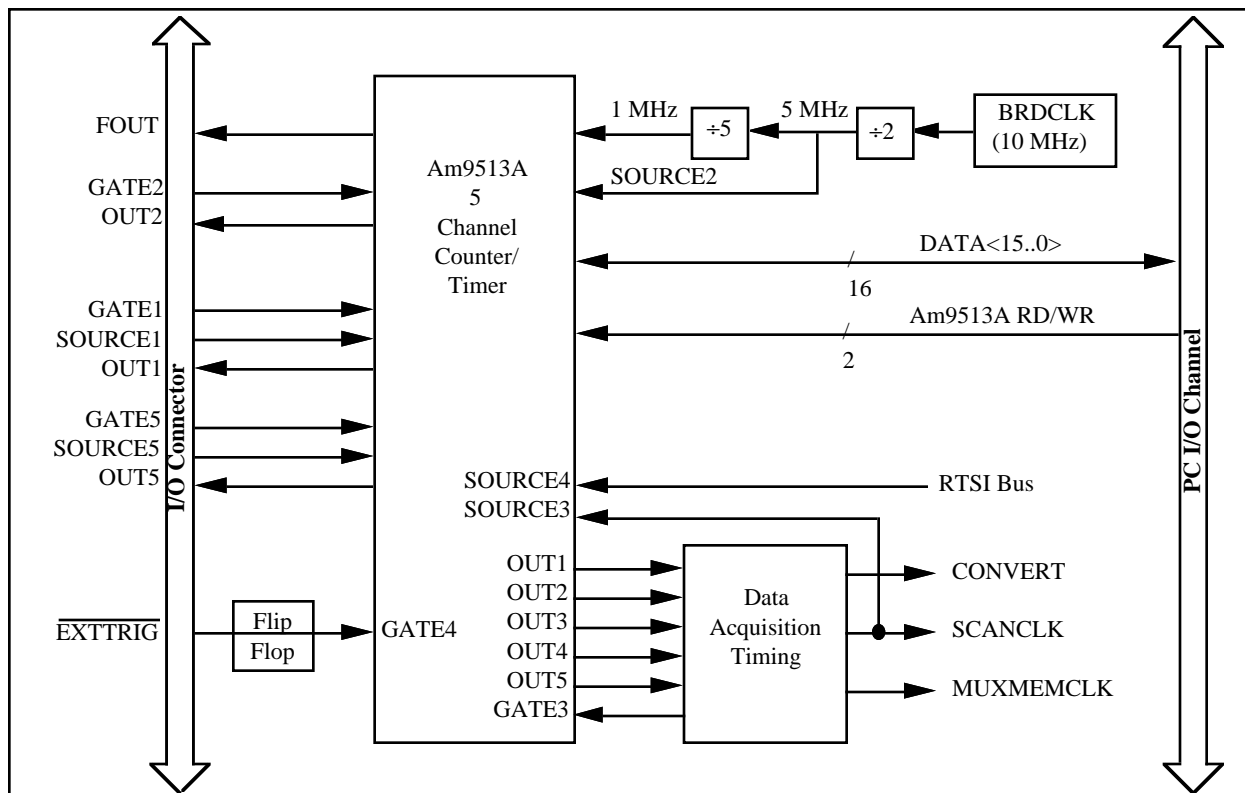 FOUT
GATE2
OUT2
GATE1
SOURCE1
OUT1
GATE5
SOURCE5
OUT5
EXTTRIG
I/O Connector
Flip
Flop
Am9513A
5
Channel
Counter/
Timer
GATE4
SOURCE4
SOURCE3
OUT1
OUT2
OUT3
OUT4
OUT5
GATE3
1 MHz
÷5
5 MHz
÷2
BRDCLK
(10 MHz)
SOURCE2
DATA<15..0>
/
16
Am9513A RD/WR
/
2
RTSI Bus
Data
Acquisition
Timing
CONVERT
SCANCLK
MUXMEMCLK
PC I/O Channel